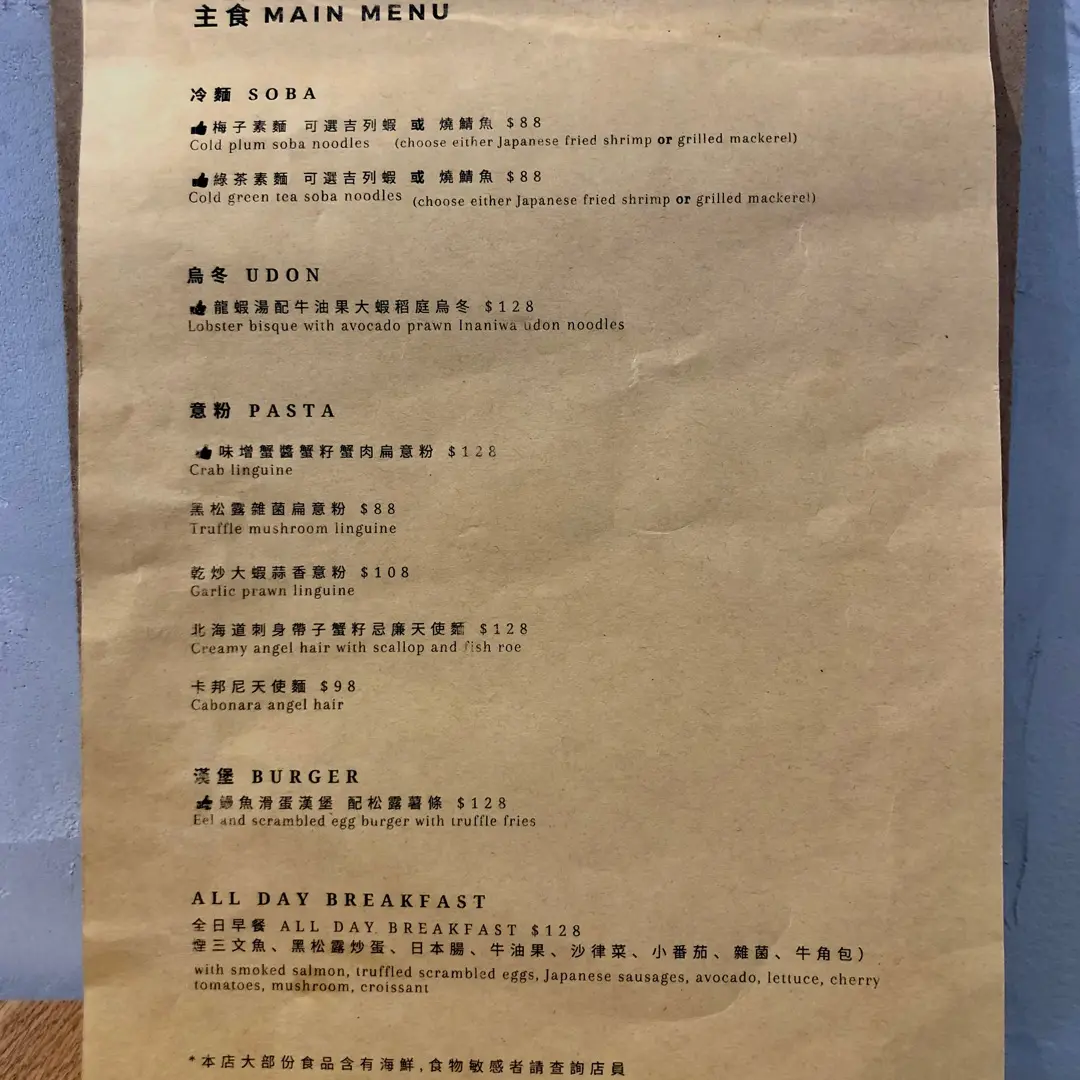 主食 MAIN MENU
冷麵 SOBA
梅子素麵 可選吉列蝦 或 燒鯖魚 $88
Cold plum soba noodles (choose either Japanese fried shrimp or grilled mackerel)
綠茶素麵 可選吉列蝦 或 燒鯖魚 $88
Cold green tea soba noodles (choose either Japanese fried shrimp or grilled mackerel)
烏冬 UDON
龍蝦湯配牛油果大蝦稻庭烏冬 $128
Lobster bisque with avocado prawn Inaniwa udon noodles
意粉 PASTA
味增蟹醬蟹籽蟹肉扁意粉 $128
Crab linguine
黑松露雜菌扁意粉 $88
Truffle mushroom linguine
乾炒大蝦蒜香意粉 $108
Garlic prawn linguine
北海道刺身帶子蟹籽忌廉天使麵 $128
Creamy angel hair with scallop and fish roe
卡邦尼天使麵 $98
Cabonara angel hair
漢堡 BURGER
鰻魚滑蛋漢堡 配松露薯條 $128
Eel and scrambled egg burger with truffle fries
ALL DAY BREAKFAST
全日早餐 ALL DAY BREAKFAST $128
煙三文魚、黑松露炒蛋、日本腸、牛油果、沙律菜、小番茄、雜菌、牛角包）
with smoked salmon, truffled scrambled eggs, Japanese sausages, avocado, lettuce, cherry
tomatoes, mushroom, croissant
*本店大部份食品含有海鮮,食物敏感者請查詢店員